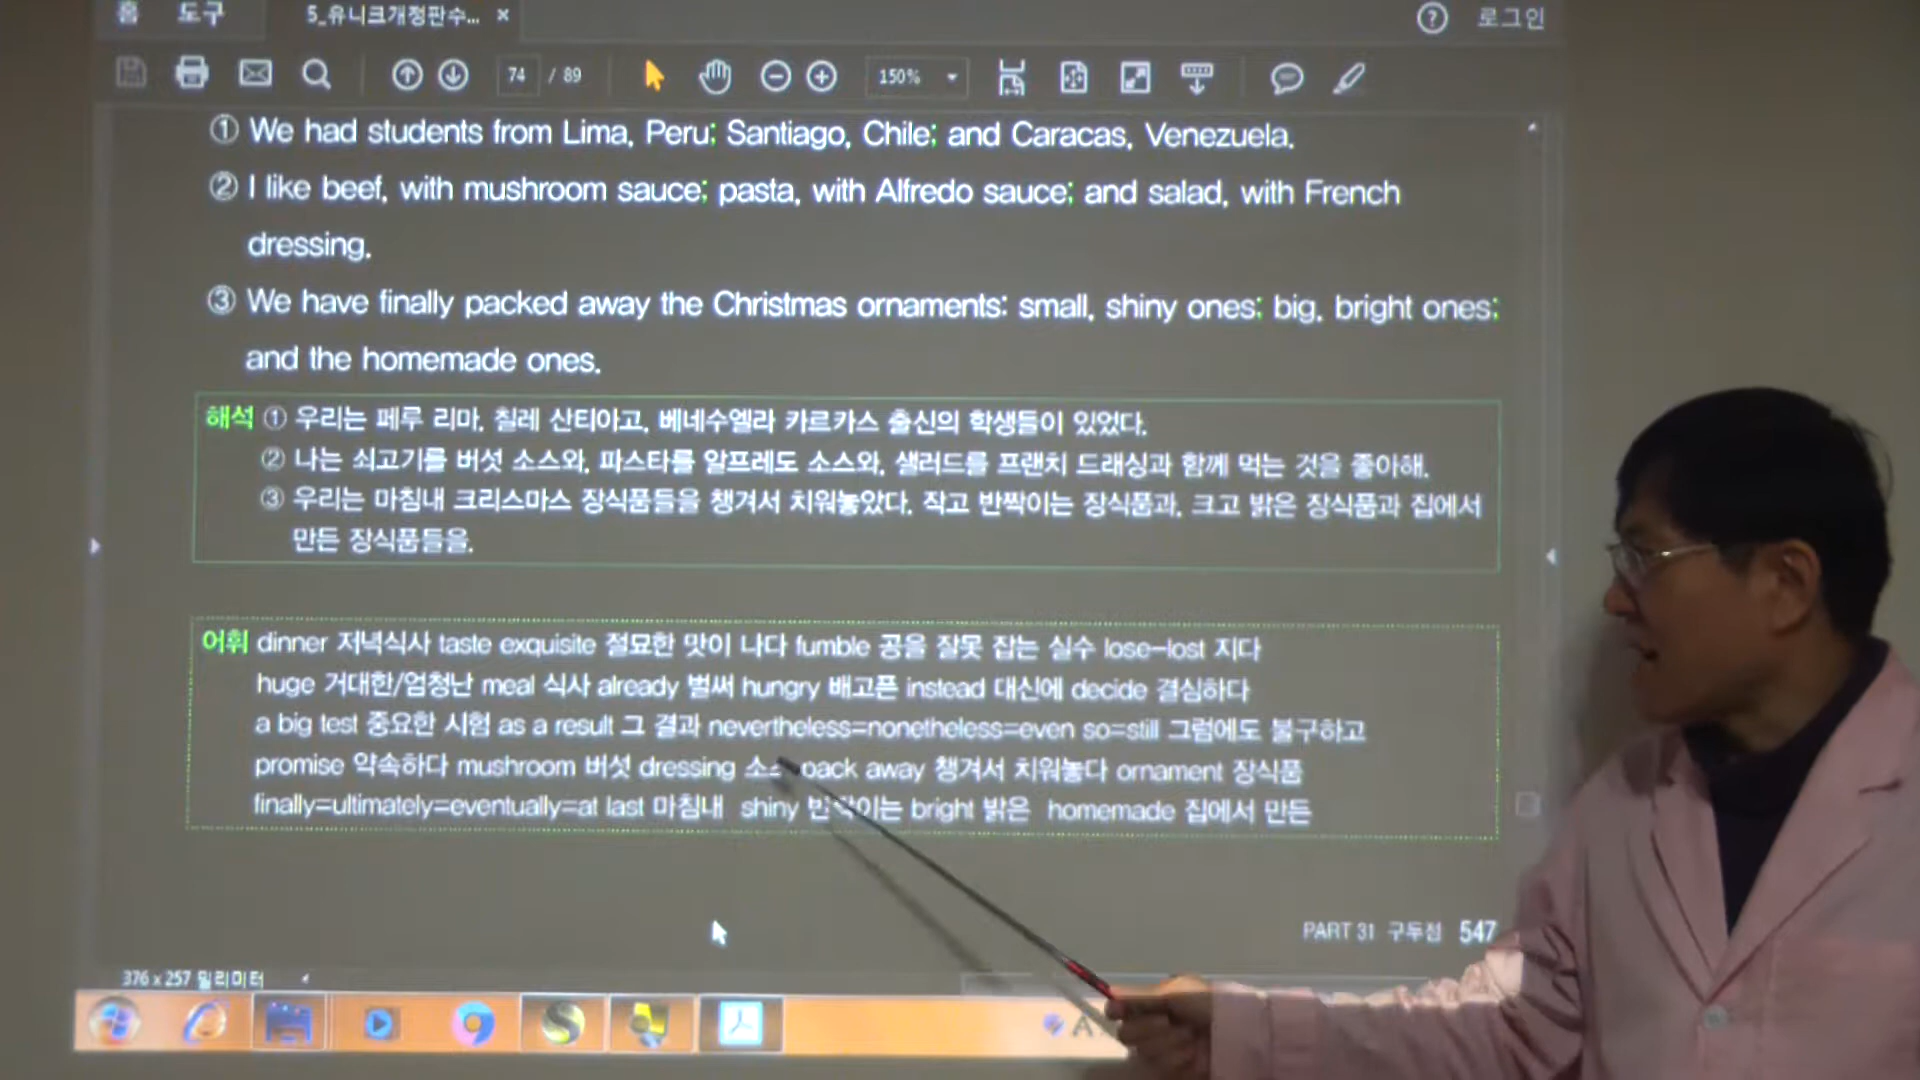 홈 도구 5_유니크개정판수... × ? 로그인
74 / 89 150%
① We had students from Lima, Peru; Santiago, Chile; and Caracas, Venezuela.
② I like beef, with mushroom sauce; pasta, with Alfredo sauce; and salad, with French
dressing.
③ We have finally packed away the Christmas ornaments: small, shiny ones; big, bright ones;
and the homemade ones.
해석 ① 우리는 페루 리마, 칠레 산티아고, 베네수엘라 카르카스 출신의 학생들이 있었다.
② 나는 쇠고기를 버섯 소스와, 파스타를 알프레도 소스와, 샐러드를 프랜치 드래싱과 함께 먹는 것을 좋아해.
③ 우리는 마침내 크리스마스 장식품들을 챙겨서 치워놓았다. 작고 반짝이는 장식품과, 크고 밝은 장식품과 집에서
만든 장식품들을.
어휘 dinner 저녁식사 taste exquisite 절묘한 맛이 나다 fumble 공을 잘못 잡는 실수 lose-lost 지다
huge 거대한/엄청난 meal 식사 already 벌써 hungry 배고픈 instead 대신에 decide 결심하다
a big test 중요한 시험 as a result 그 결과 nevertheless=nonetheless=even so=still 그럼에도 불구하고
promise 약속하다 mushroom 버섯 dressing 소스 pack away 챙겨서 치워놓다 ornament 장식품
finally=ultimately=eventually=at last 마침내 shiny 반짝이는 bright 밝은 homemade 집에서 만든
PART 31 구두점 547
376 x 257 밀리미터